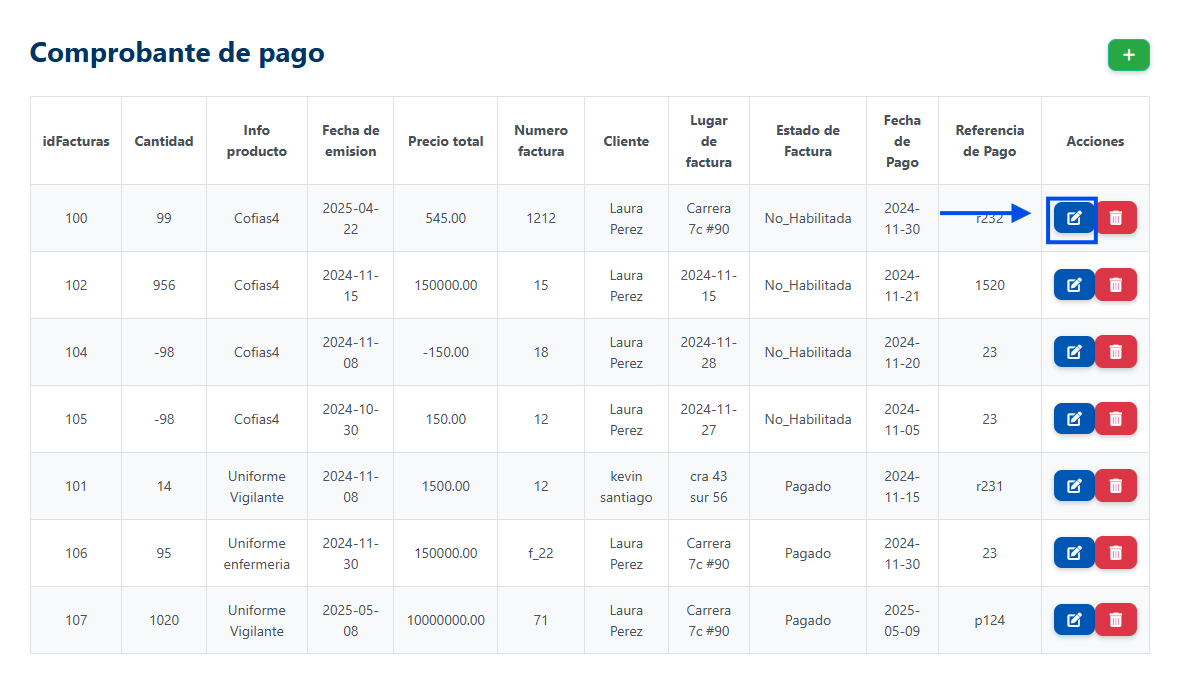 Comprobante de pago
+
idFacturas Cantidad Info producto Fecha de emision Precio total Numero factura Cliente Lugar de factura Estado de Factura Fecha de Pago Referencia de Pago Acciones
100 99 Cofias4 2025-04-22 545.00 1212 Laura Perez Carrera 7c #90 No_Habilitada 2024-11-30 r232
102 956 Cofias4 2024-11-15 150000.00 15 Laura Perez 2024-11-15 No_Habilitada 2024-11-21 1520
104 -98 Cofias4 2024-11-08 -150.00 18 Laura Perez 2024-11-28 No_Habilitada 2024-11-20 23
105 -98 Cofias4 2024-10-30 150.00 12 Laura Perez 2024-11-27 No_Habilitada 2024-11-05 23
101 14 Uniforme Vigilante 2024-11-08 1500.00 12 kevin santiago cra 43 sur 56 Pagado 2024-11-15 r231
106 95 Uniforme enfermeria 2024-11-30 150000.00 f_22 Laura Perez Carrera 7c #90 Pagado 2024-11-30 23
107 1020 Uniforme Vigilante 2025-05-08 10000000.00 71 Laura Perez Carrera 7c #90 Pagado 2025-05-09 p124